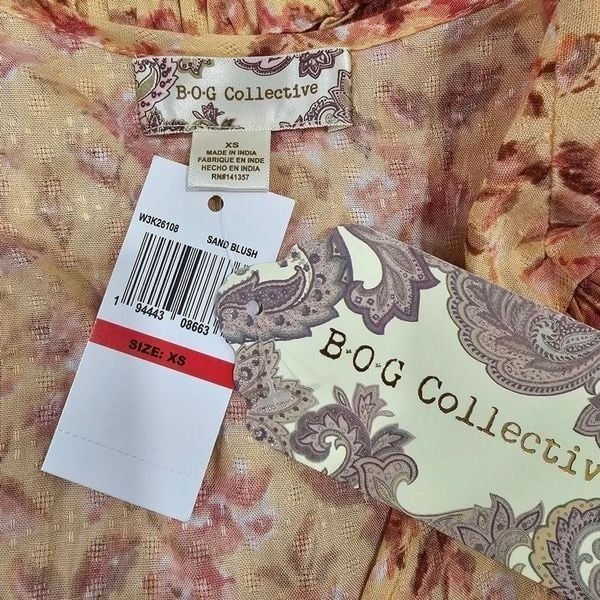 B·O·G Collective
XS
MADE IN INDIA
FABRIQUE EN INDE
HECHO EN INDIA
RN#141357
W3K26108
SAND BLUSH
1 94443 08663
SIZE: XS
B·O·G Collectiv